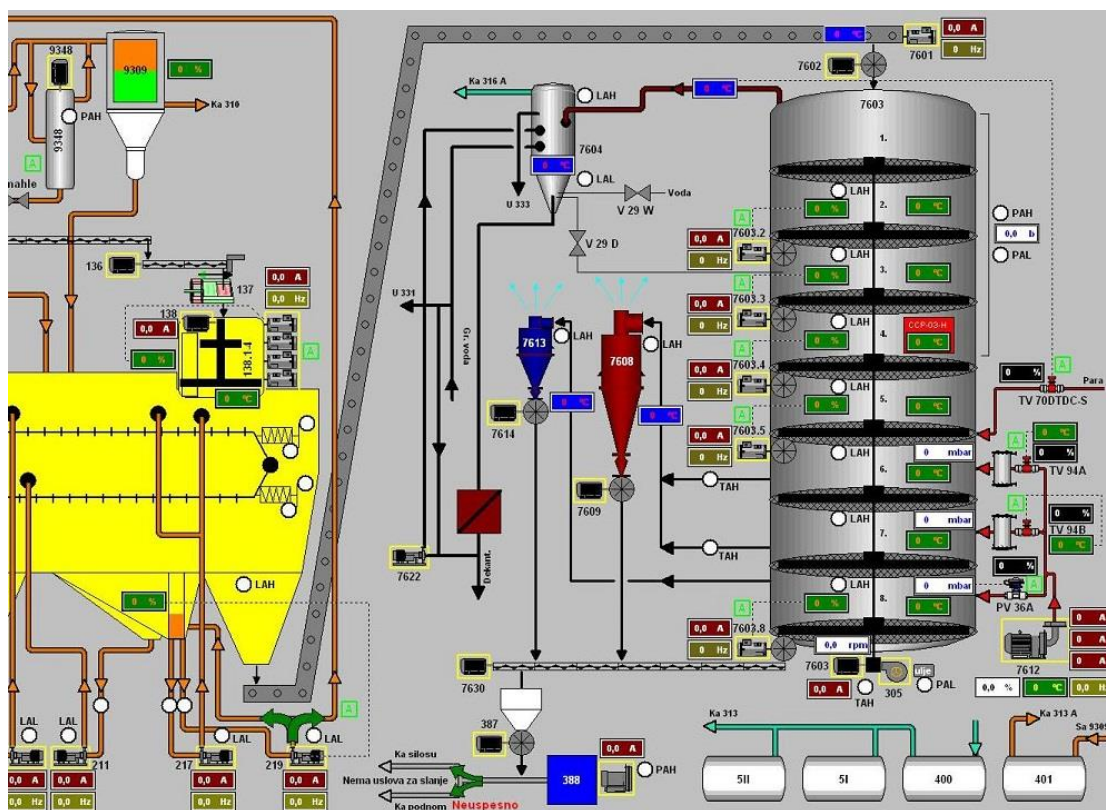 0,0 A
0 Hz
7601
0 °C
9348
9309
0 %
Ka 310
PAH
9348
A
mahle
7602
7603
Ka 316 A
LAH
0 °C
7604
0 °C
LAL
U 333
Voda
V 29 W
V 29 D
1.
LAH
0 %
2.
0 °C
A
0,0 A
7603.2
0 Hz
PAH
0,0 b
PAL
LAH
0 %
3.
0 °C
A
0,0 A
7603.3
0 Hz
LAH
0 %
4.
CCP-03-H
0 °C
A
0,0 A
7603.4
0 Hz
LAH
0 %
5.
0 °C
A
0,0 A
7603.5
0 Hz
0 %
A
Para
TV 70DTDC-S
LAH
6.
0 mbar
0 °C
A
0 °C
0 %
TV 94A
LAH
7.
0 mbar
0 °C
A
0 %
TV 94B
0 °C
LAH
8.
0 mbar
0 %
0 °C
0 %
A
PV 36A
A
0,0 A
7603.8
0 Hz
0,0 rpm
7603
0,0 A
TAH
305
ulje
PAL
7612
0 A
0 A
0 A
0,0 %
0 °C
0,0 Hz
136
137
0,0 A
0,0 Hz
138
0,0 A
0 %
138.1-4
0 °C
A
U 331
Gr. voda
7613
LAH
7608
LAH
0 °C
0 °C
7614
7609
TAH
TAH
7622
Dekant.
LAH
0 %
7630
387
A
LAL
LAL
211
LAL
217
219
LAL
0,0 A
0,0 Hz
0,0 A
0,0 Hz
0,0 A
0,0 Hz
0,0 A
0,0 Hz
Ka silosu
Nema uslova za slanje
Ka podnom
Neuspesno
388
0,0 A
PAH
Ka 313
5II
5I
400
Ka 313 A
Sa 9309
401